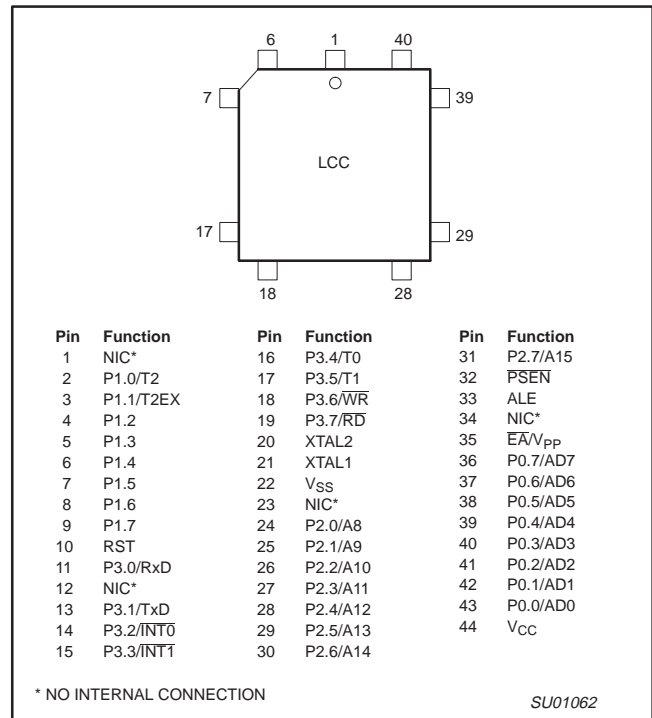 6 1 40
7 39
LCC
17 29
18 28
Pin Function Pin Function Pin Function
1 NIC* 16 P3.4/T0 31 P2.7/A15
2 P1.0/T2 17 P3.5/T1 32 PSEN
3 P1.1/T2EX 18 P3.6/WR 33 ALE
4 P1.2 19 P3.7/RD 34 NIC*
5 P1.3 20 XTAL2 35 EA/VPP
6 P1.4 21 XTAL1 36 P0.7/AD7
7 P1.5 22 VSS 37 P0.6/AD6
8 P1.6 23 NIC* 38 P0.5/AD5
9 P1.7 24 P2.0/A8 39 P0.4/AD4
10 RST 25 P2.1/A9 40 P0.3/AD3
11 P3.0/RxD 26 P2.2/A10 41 P0.2/AD2
12 NIC* 27 P2.3/A11 42 P0.1/AD1
13 P3.1/TxD 28 P2.4/A12 43 P0.0/AD0
14 P3.2/INT0 29 P2.5/A13 44 VCC
15 P3.3/INT1 30 P2.6/A14
* NO INTERNAL CONNECTION
SU01062